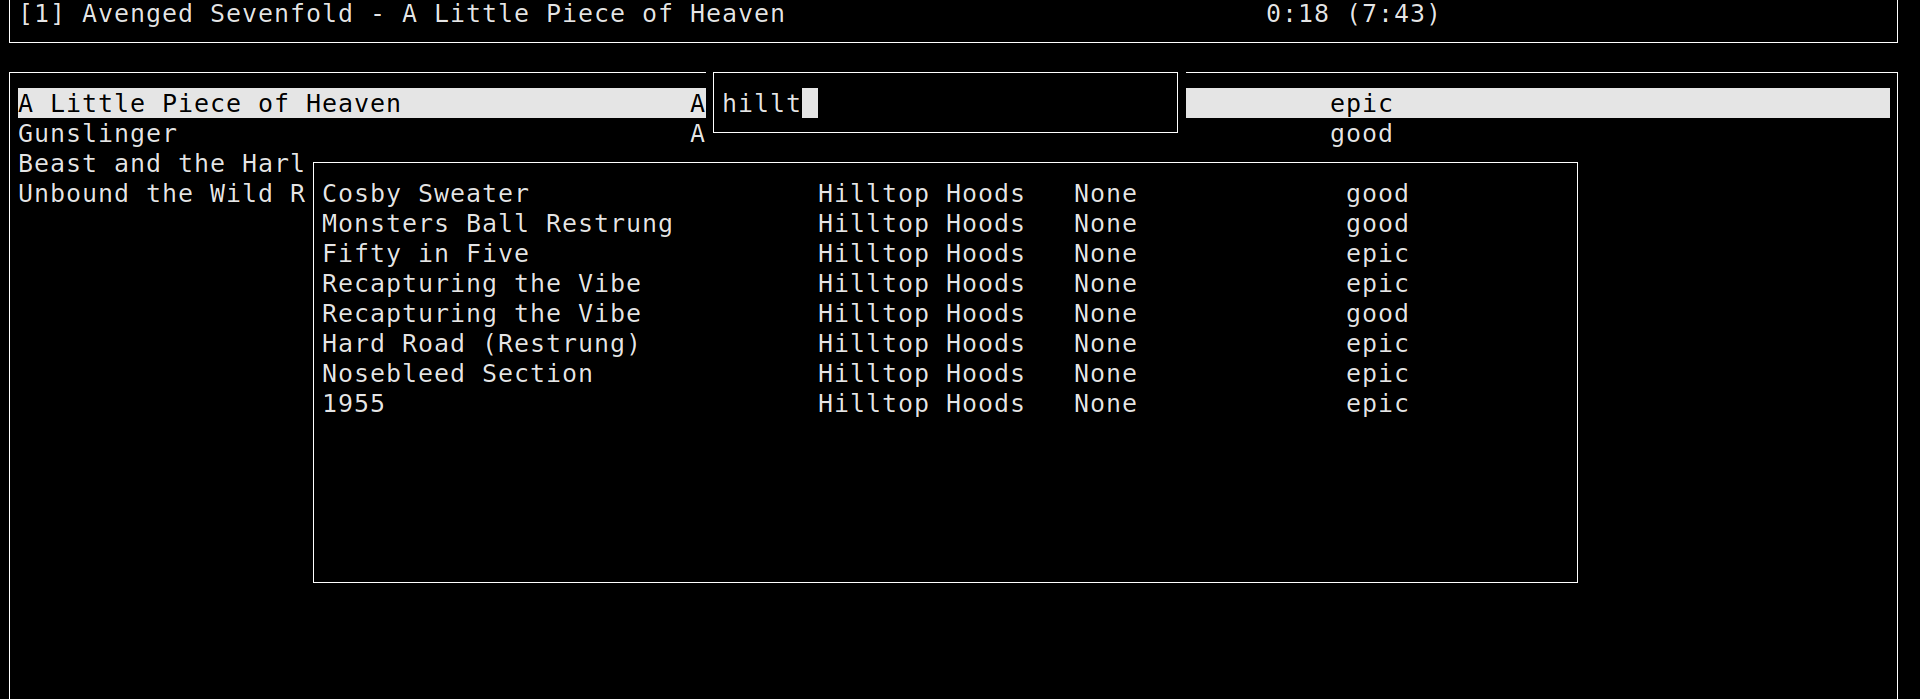 [1] Avenged Sevenfold - A Little Piece of Heaven 0:18 (7:43)
hillt
A Little Piece of Heaven A epic
Gunslinger A good
Beast and the Harl
Unbound the Wild R
Cosby Sweater Hilltop Hoods None good
Monsters Ball Restrung Hilltop Hoods None good
Fifty in Five Hilltop Hoods None epic
Recapturing the Vibe Hilltop Hoods None epic
Recapturing the Vibe Hilltop Hoods None good
Hard Road (Restrung) Hilltop Hoods None epic
Nosebleed Section Hilltop Hoods None epic
1955 Hilltop Hoods None epic